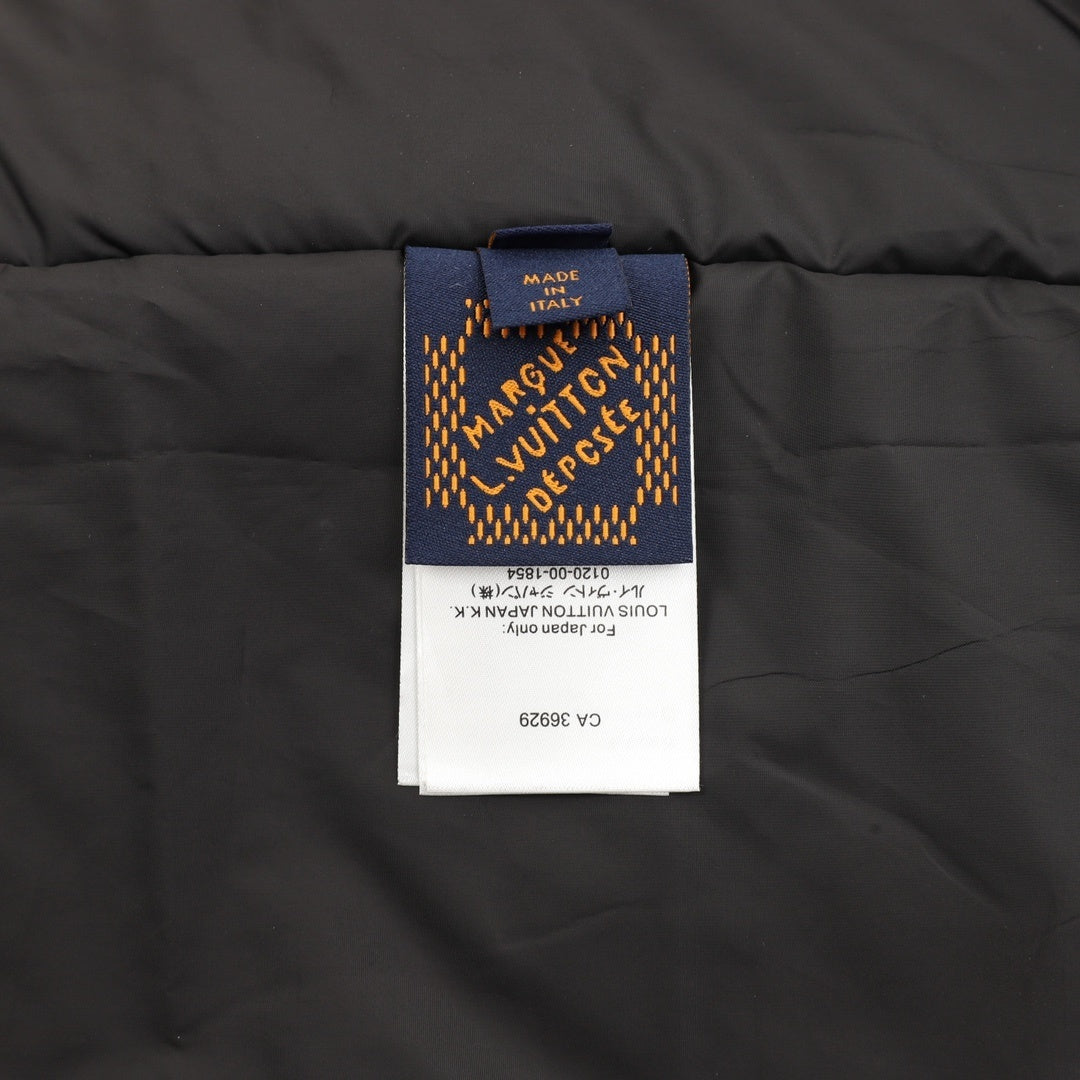 MADE
IN
ITALY
MARQUE
L.VUITTON
DÉPOSÉE
CA 36929
For Japan only:
LOUIS VUITTON JAPAN K.K.
ルイ・ヴィトン ジャパン(株)
0120-00-1854